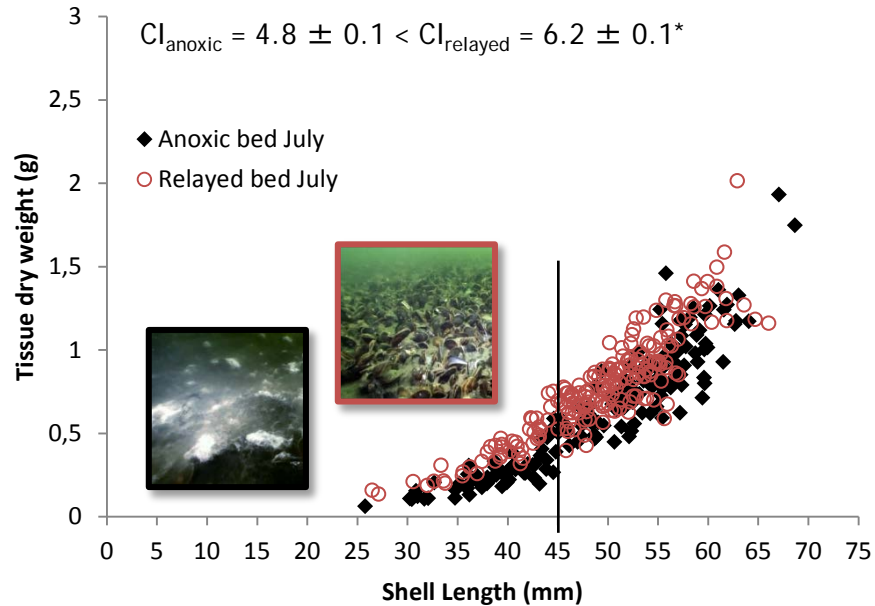 CIanoxic = 4.8 ± 0.1 < CIrelayed = 6.2 ± 0.1*
Anoxic bed July
Relayed bed July
Tissue dry weight (g)
3
2,5
2
1,5
1
0,5
0
0 5 10 15 20 25 30 35 40 45 50 55 60 65 70 75
Shell Length (mm)